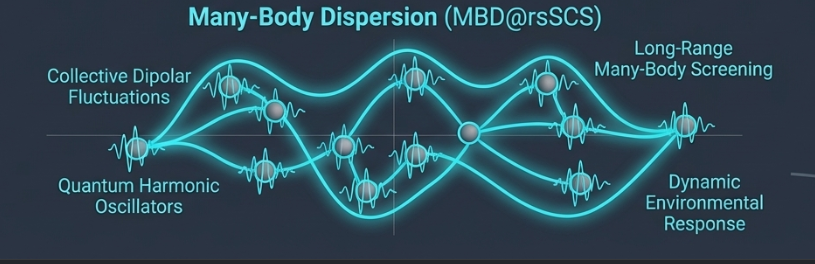 Many-Body Dispersion (MBD@rsSCS)
Collective Dipolar
Fluctuations
Long-Range
Many-Body Screening
Quantum Harmonic
Oscillators
Dynamic
Environmental
Response